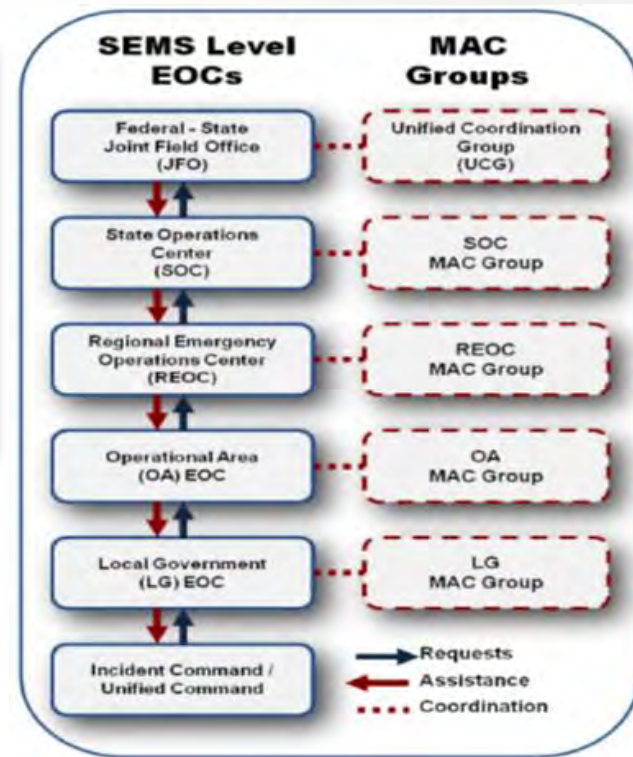 SEMS Level
EOCs
MAC
Groups
Federal - State
Joint Field Office
(JFO)
Unified Coordination
Group
(UCG)
State Operations
Center
(SOC)
SOC
MAC Group
Regional Emergency
Operations Center
(REOC)
REOC
MAC Group
Operational Area
(OA) EOC
OA
MAC Group
Local Government
(LG) EOC
LG
MAC Group
Incident Command /
Unified Command
Requests
Assistance
Coordination